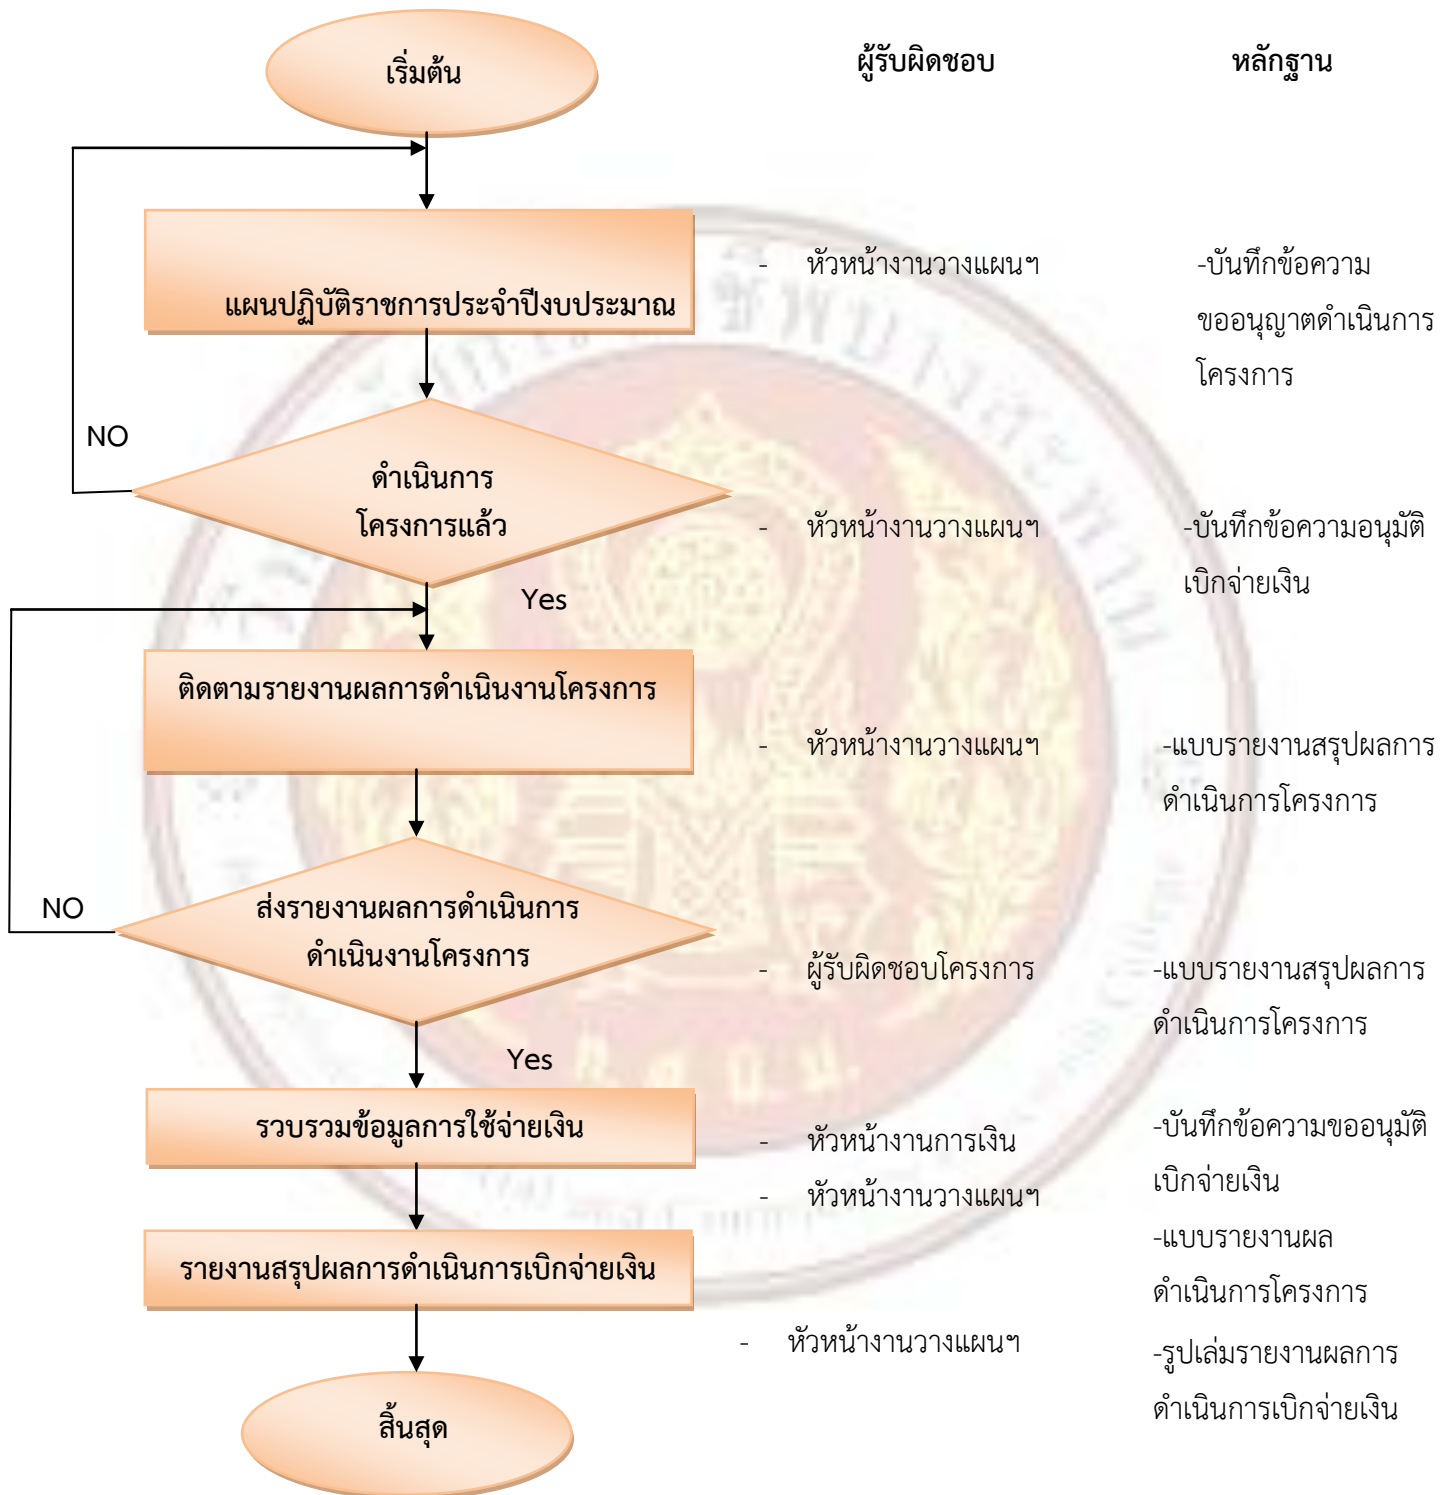 เริ่มต้น
ผู้รับผิดชอบ
หลักฐาน
แผนปฏิบัติราชการประจำปีงบประมาณ
- หัวหน้างานวางแผนฯ
-บันทึกข้อความ
ขออนุญาตดำเนินการ
โครงการ
NO
ดำเนินการ
โครงการแล้ว
- หัวหน้างานวางแผนฯ
-บันทึกข้อความอนุมัติ
เบิกจ่ายเงิน
Yes
ติดตามรายงานผลการดำเนินงานโครงการ
- หัวหน้างานวางแผนฯ
-แบบรายงานสรุปผลการ
ดำเนินการโครงการ
NO
ส่งรายงานผลการดำเนินการ
ดำเนินงานโครงการ
- ผู้รับผิดชอบโครงการ
-แบบรายงานสรุปผลการ
ดำเนินการโครงการ
Yes
รวบรวมข้อมูลการใช้จ่ายเงิน
- หัวหน้างานการเงิน
- หัวหน้างานวางแผนฯ
-บันทึกข้อความขออนุมัติ
เบิกจ่ายเงิน
-แบบรายงานผล
ดำเนินการโครงการ
รายงานสรุปผลการดำเนินการเบิกจ่ายเงิน
- หัวหน้างานวางแผนฯ
-รูปเล่มรายงานผลการ
ดำเนินการเบิกจ่ายเงิน
สิ้นสุด